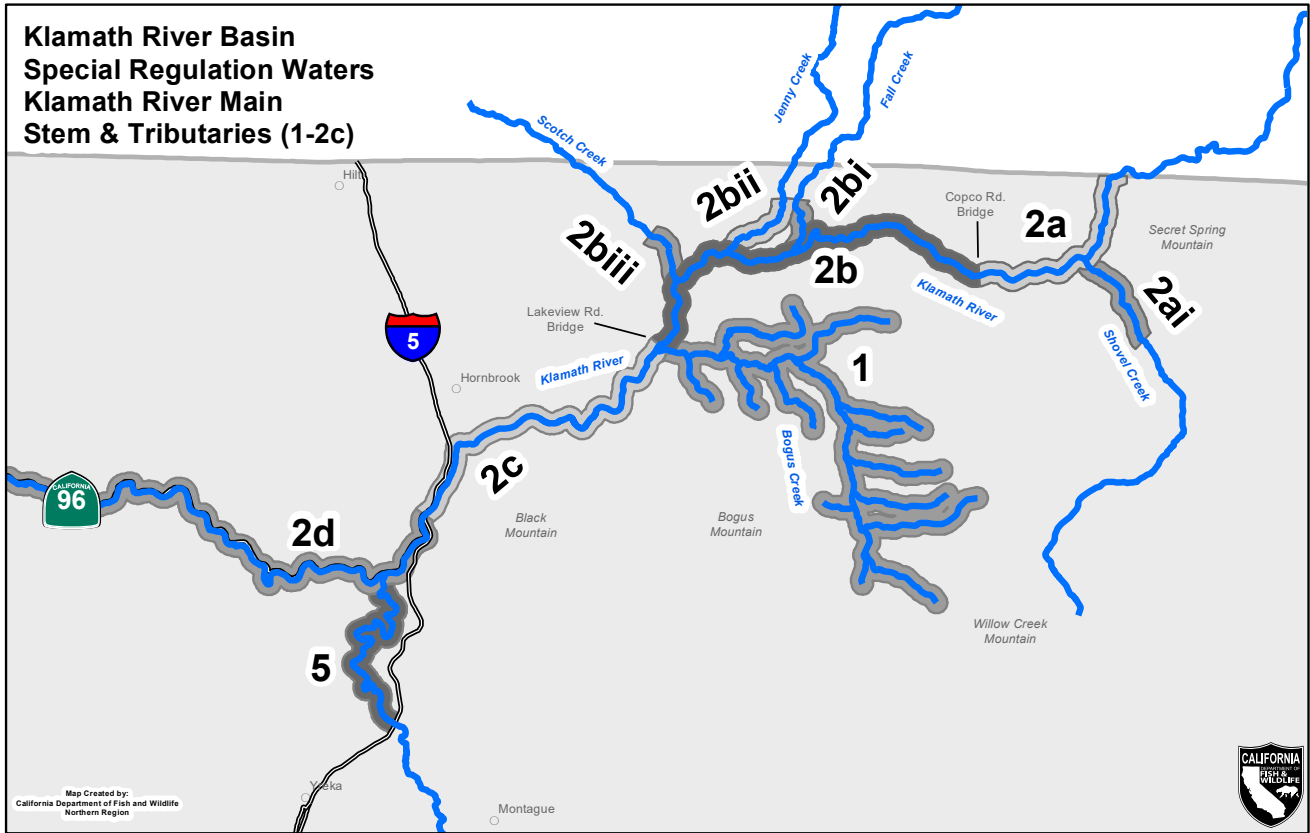 Klamath River Basin
Special Regulation Waters
Klamath River Main
Stem & Tributaries (1-2c)
Jenny Creek
Fall Creek
Scotch Creek
Hilt
2bii
2bi
Copco Rd.
Bridge
2a
Secret Spring
Mountain
2biii
2b
Klamath River
2ai
Lakeview Rd.
Bridge
5
Shovel Creek
1
Klamath River
Hornbrook
Bogus Creek
2c
CALIFORNIA
96
Black
Mountain
Bogus
Mountain
2d
Willow Creek
Mountain
5
Yreka
Map Created by:
California Department of Fish and Wildlife
Northern Region
Montague
CALIFORNIA
DEPARTMENT OF
FISH &
WILDLIFE